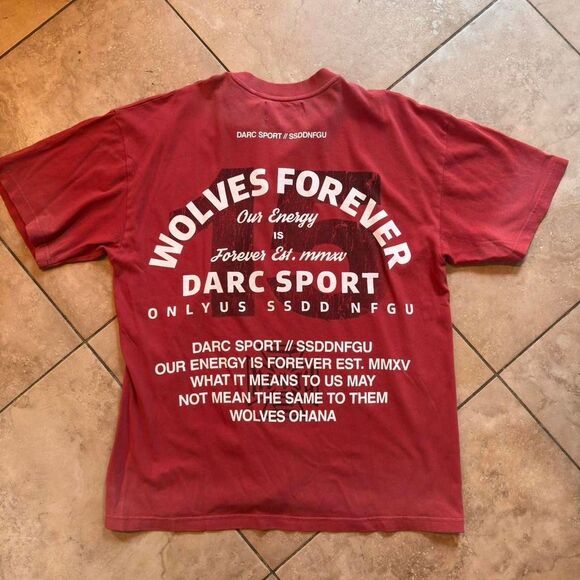 DARC SPORT // SSDDNFGU
15
WOLVES FOREVER
Our Energy
IS
Forever Est. mmxv
DARC SPORT
ONLYUS SSDD NFGU
DARC SPORT // SSDDNFGU
OUR ENERGY IS FOREVER EST. MMXV
WHAT IT MEANS TO US MAY
NOT MEAN THE SAME TO THEM
WOLVES OHANA